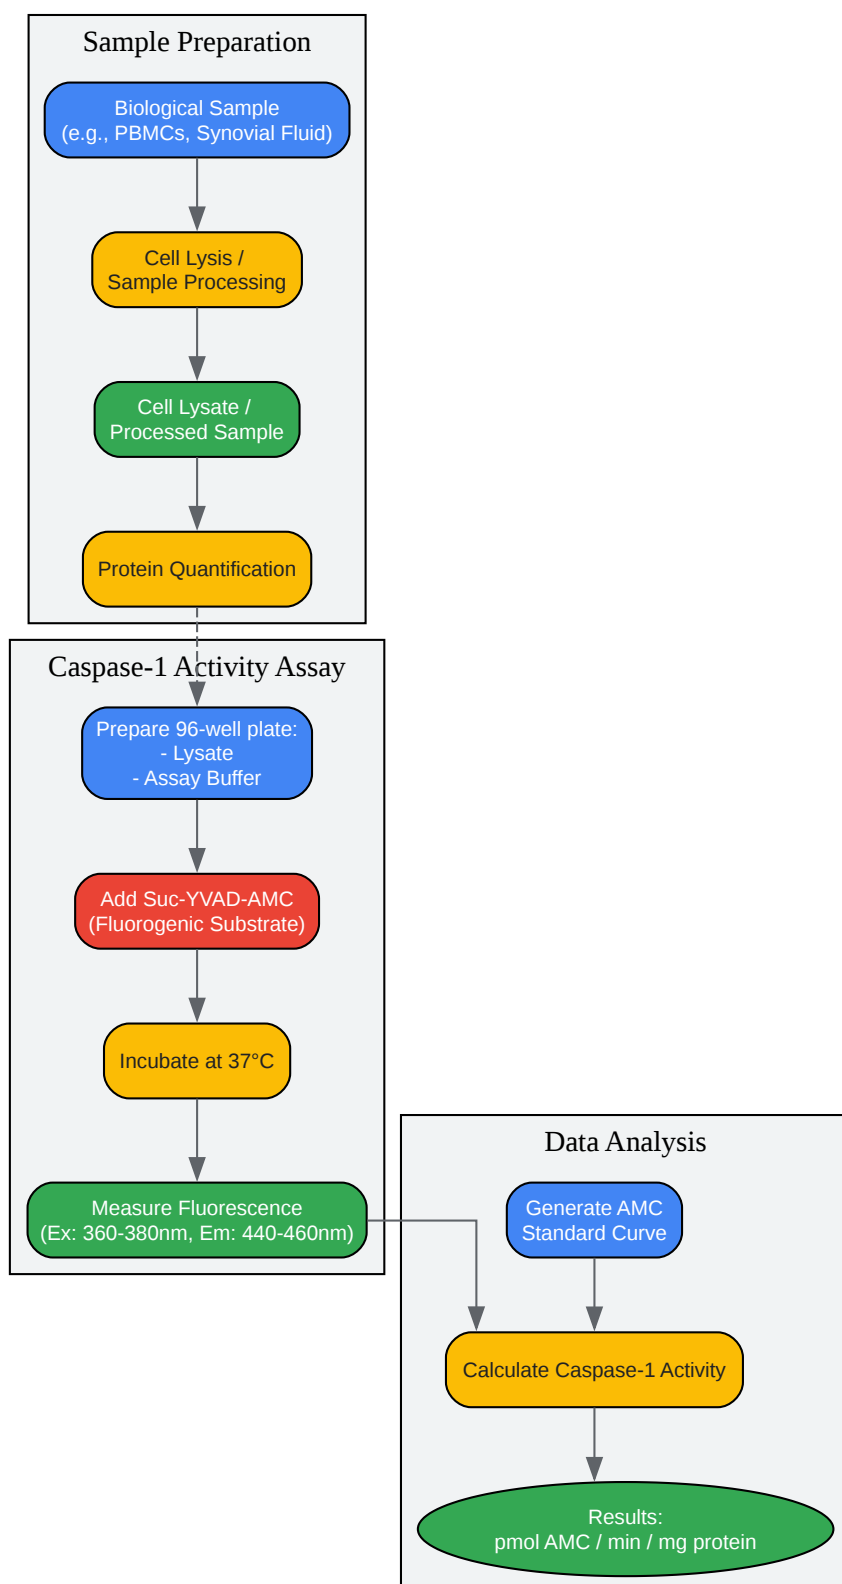 Sample Preparation
Biological Sample
(e.g., PBMCs, Synovial Fluid)
Cell Lysis /
Sample Processing
Cell Lysate /
Processed Sample
Protein Quantification
Caspase-1 Activity Assay
Prepare 96-well plate:
- Lysate
- Assay Buffer
Add Suc-YVAD-AMC
(Fluorogenic Substrate)
Incubate at 37°C
Measure Fluorescence
(Ex: 360-380nm, Em: 440-460nm)
Data Analysis
Generate AMC
Standard Curve
Calculate Caspase-1 Activity
Results:
pmol AMC / min / mg protein